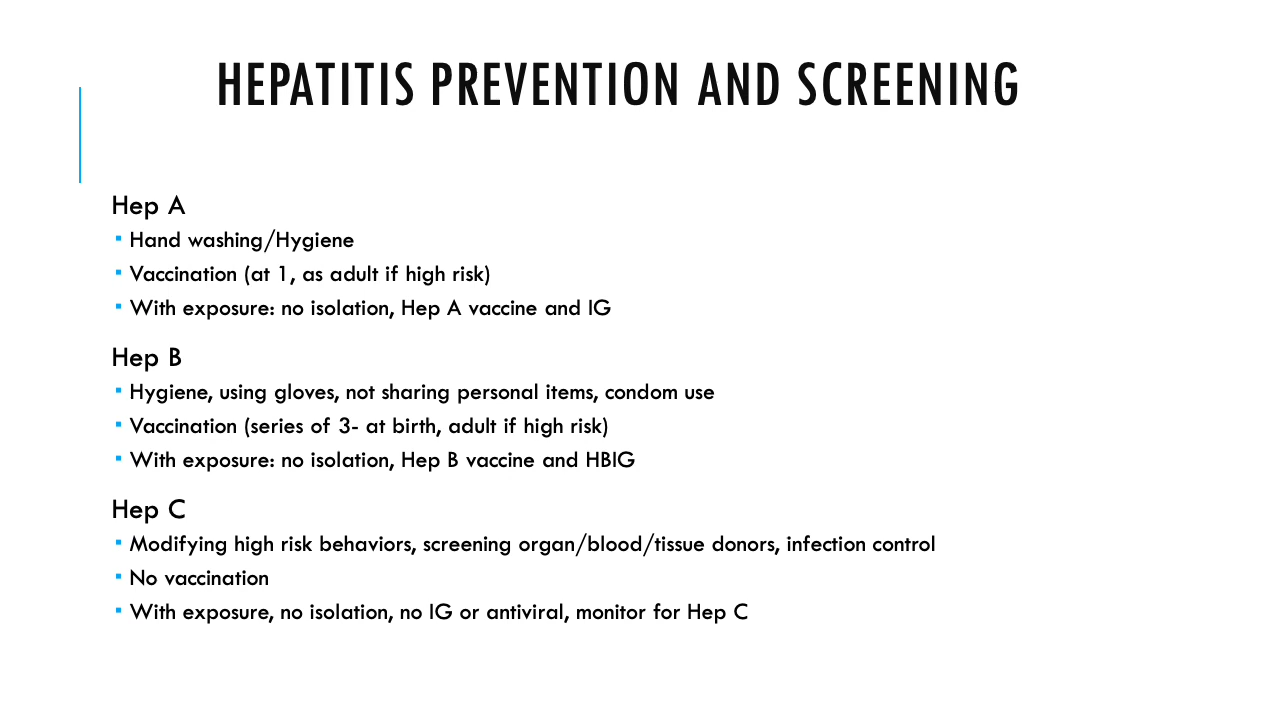 HEPATITIS PREVENTION AND SCREENING
Hep A
▪ Hand washing/Hygiene
▪ Vaccination (at 1, as adult if high risk)
▪ With exposure: no isolation, Hep A vaccine and IG
Hep B
▪ Hygiene, using gloves, not sharing personal items, condom use
▪ Vaccination (series of 3- at birth, adult if high risk)
▪ With exposure: no isolation, Hep B vaccine and HBIG
Hep C
▪ Modifying high risk behaviors, screening organ/blood/tissue donors, infection control
▪ No vaccination
▪ With exposure, no isolation, no IG or antiviral, monitor for Hep C